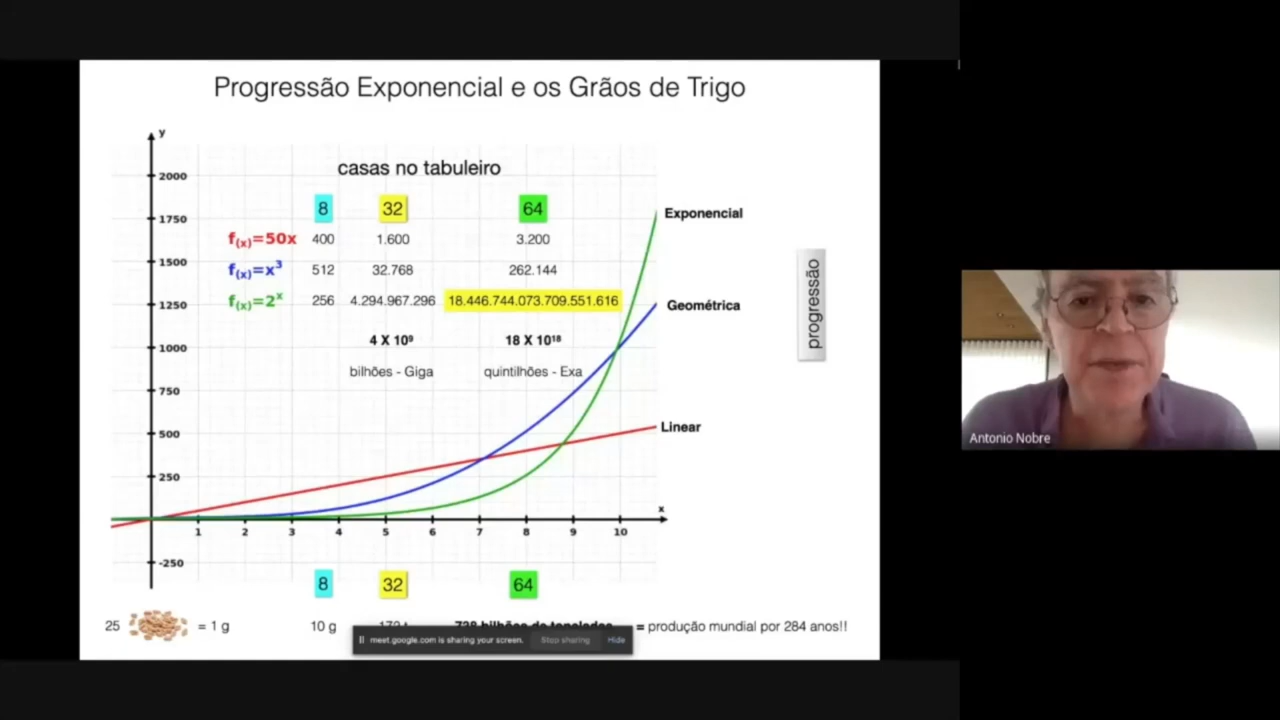 Progressão Exponencial e os Grãos de Trigo
y
casas no tabuleiro
2000
8 32 64
1750
Exponencial
f(x)=50x 400 1.600 3.200
1500
f(x)=x³ 512 32.768 262.144
progressão
f(x)=2ˣ 256 4.294.967.296 18.446.744.073.709.551.616
1250
Geométrica
4 X 10⁹ 18 X 10¹⁸
1000
bilhões - Giga quintilhões - Exa
750
500
Linear
Antonio Nobre
250
x
1 2 3 4 5 6 7 8 9 10
-250
8 32 64
25 = 1 g 10 g 738 bilhões de toneladas = produção mundial por 284 anos!!
meet.google.com is sharing your screen. Stop sharing Hide